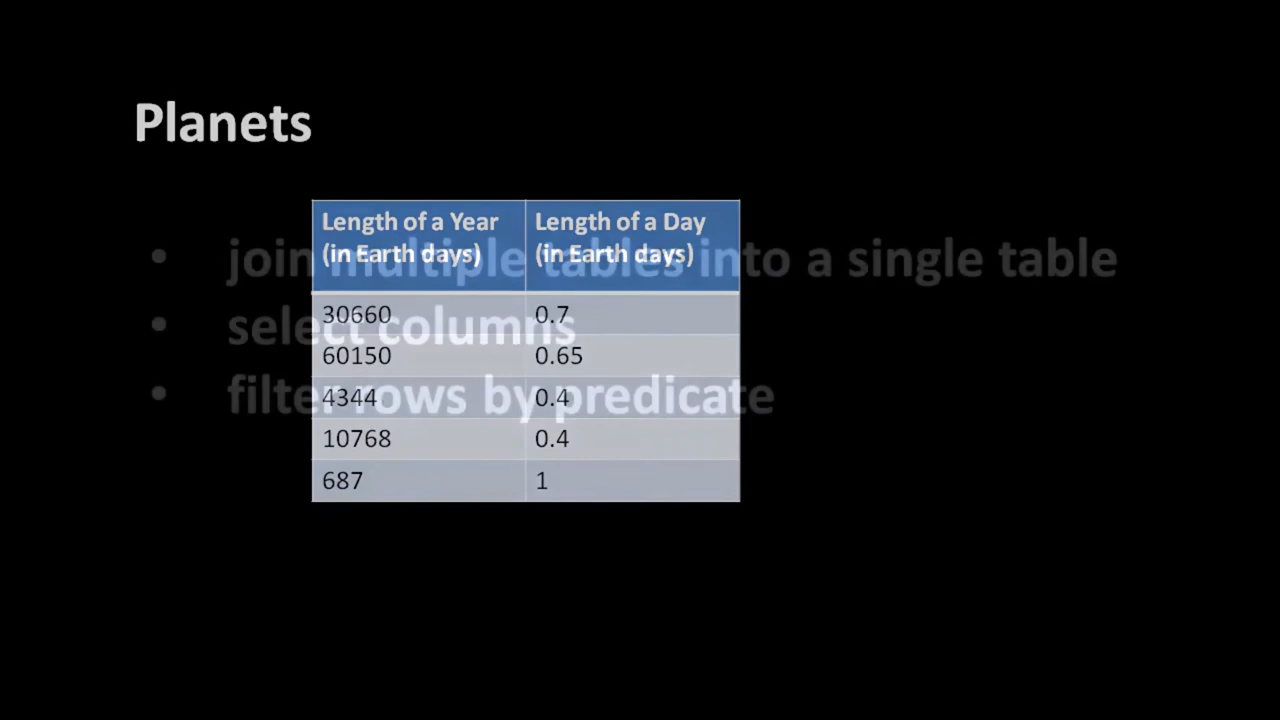 Planets
Length of a Year Length of a Day
(in Earth days) (in Earth days)
30660 0.7
60150 0.65
4344 0.4
10768 0.4
687 1
• join multiple tables into a single table
• select columns
• filter rows by predicate